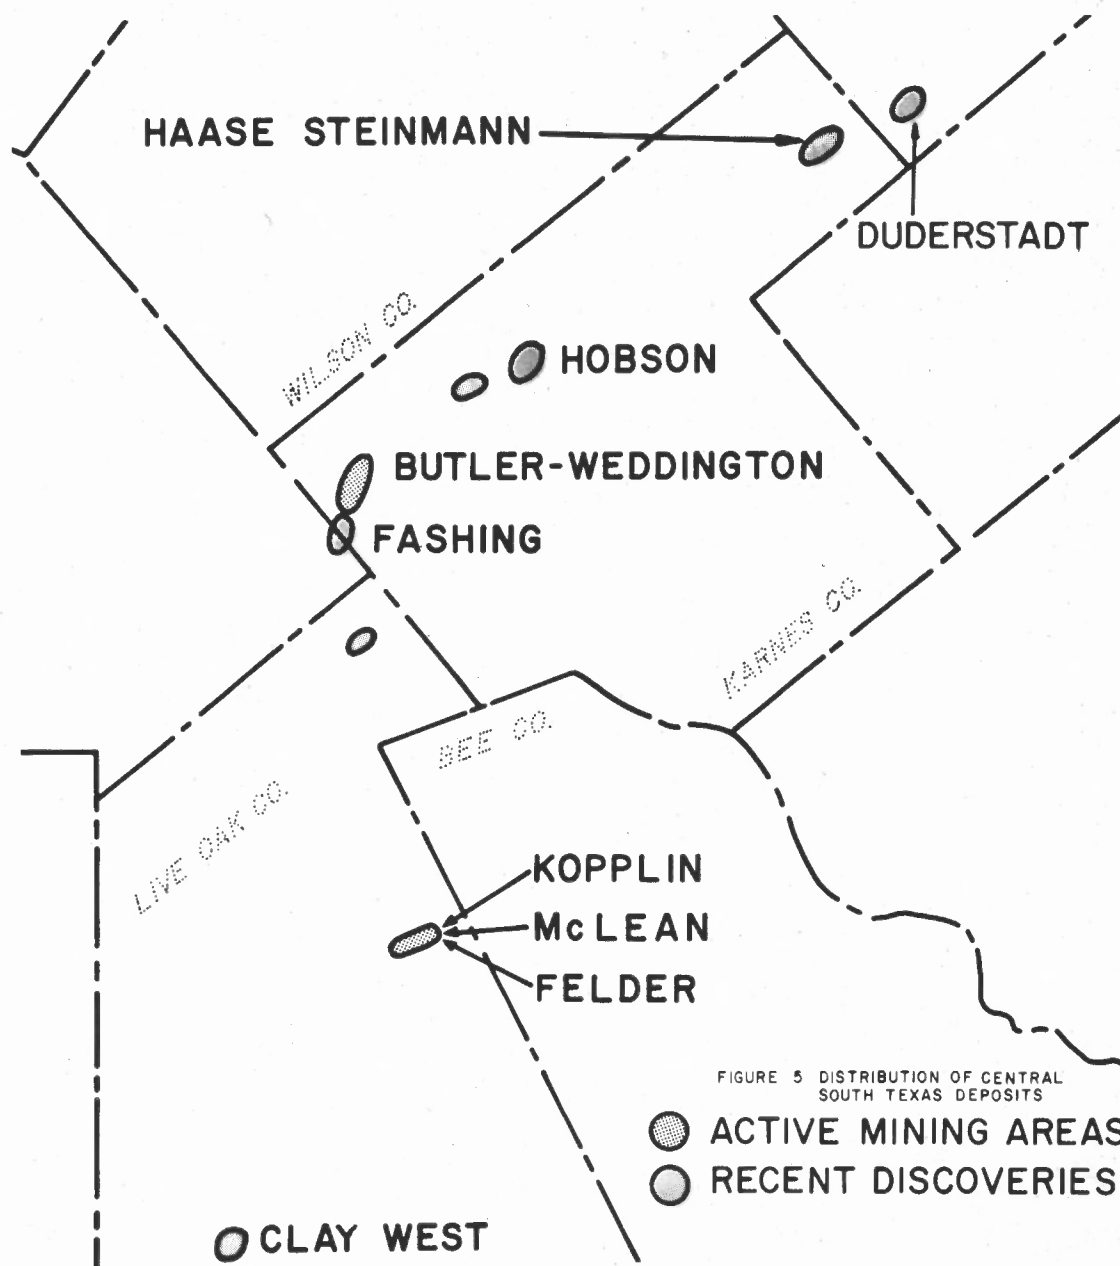 HAASE STEINMANN
DUDERSTADT
WILSON CO.
HOBSON
BUTLER-WEDDINGTON
FASHING
KARNES CO.
BEE CO.
LIVE OAK CO.
KOPPLIN
McLEAN
FELDER
FIGURE 5 DISTRIBUTION OF CENTRAL
SOUTH TEXAS DEPOSITS
ACTIVE MINING AREAS
RECENT DISCOVERIES
CLAY WEST